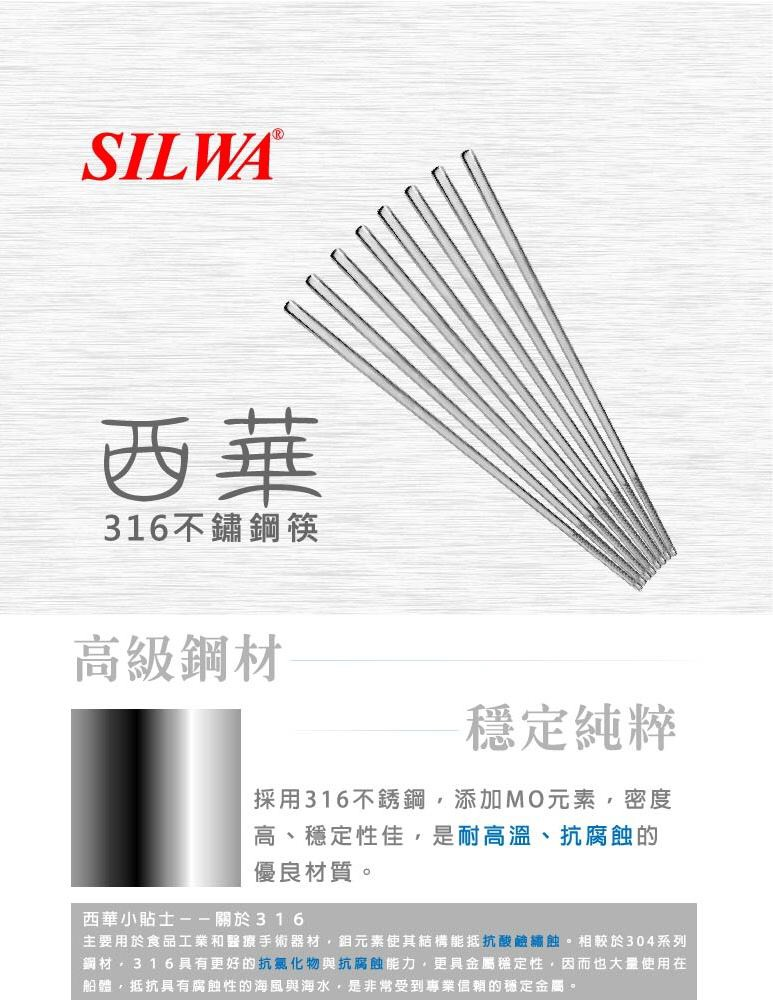 SILWA®
西華
316不鏽鋼筷
高級鋼材
穩定純粹
採用316不銹鋼，添加MO元素，密度
高、穩定性佳，是耐高溫、抗腐蝕的
優良材質。
西華小貼士－－關於３１６
主要用於食品工業和醫療手術器材，鉬元素使其結構能抵抗酸鹼鏽蝕。相較於304系列
鋼材，３１６具有更好的抗氯化物與抗腐蝕能力，更具金屬穩定性，因而也大量使用在
船體，抵抗具有腐蝕性的海風與海水，是非常受到專業信賴的穩定金屬。